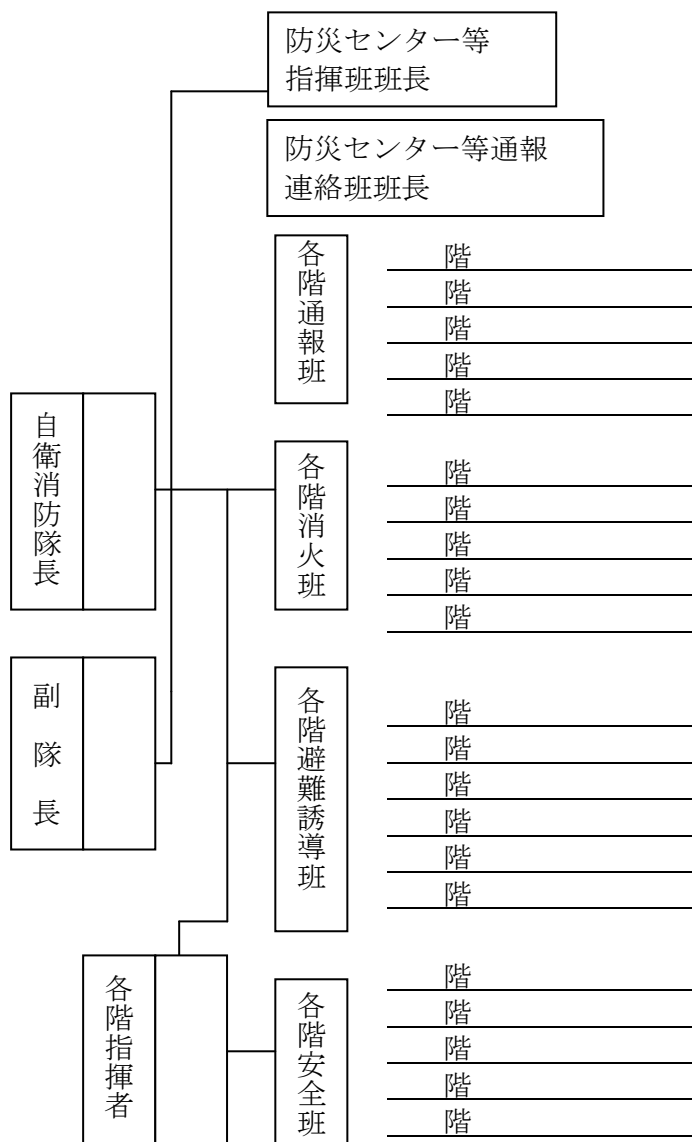 防災センター等
指揮班班長
防災センター等通報
連絡班班長
各階通報班
階
階
階
階
階
自衛消防隊長
各階消火班
階
階
階
階
階
副隊長
各階避難誘導班
階
階
階
階
階
階
各階指揮者
各階安全班
階
階
階
階
階